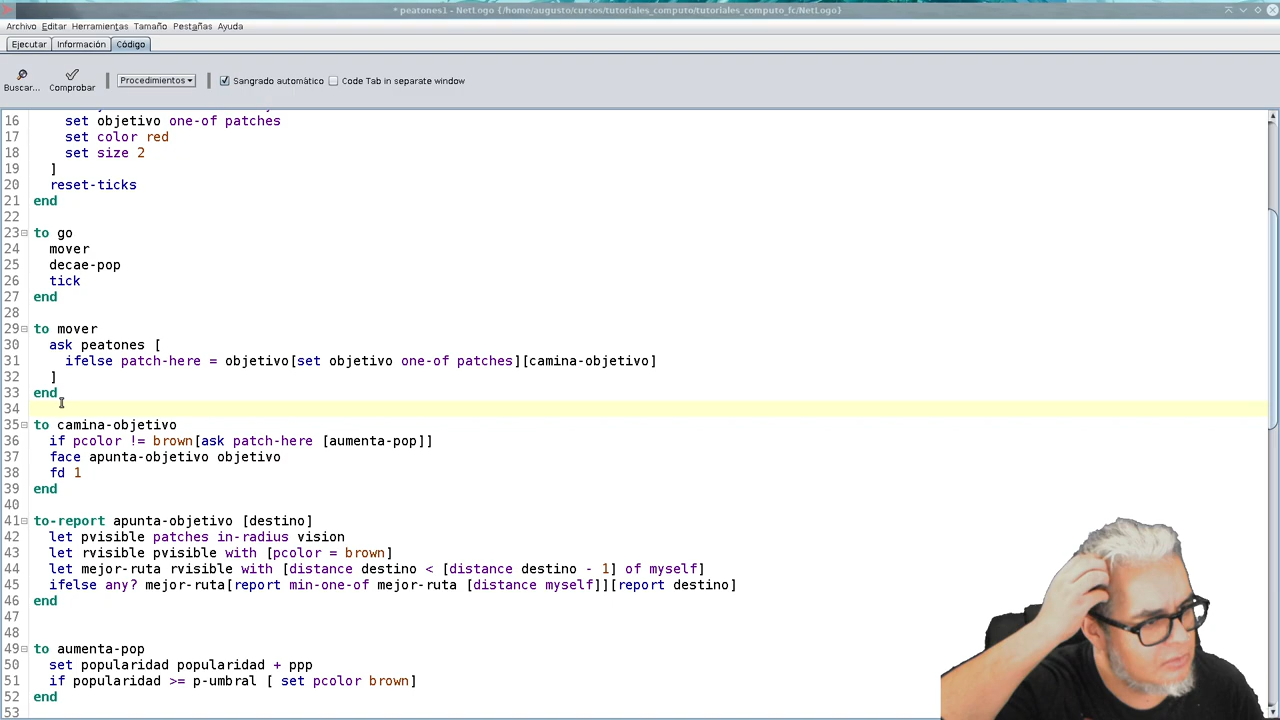 * peatones1 - NetLogo {/home/augusto/cursos/tutoriales_computo/tutoriales_computo_fc/NetLogo}
Archivo Editar Herramientas Tamaño Pestañas Ayuda
Ejecutar Información Código
Buscar... Comprobar Procedimientos Sangrado automático Code Tab in separate window
16 set objetivo one-of patches
17 set color red
18 set size 2
19 ]
20 reset-ticks
21 end
22
23 to go
24 mover
25 decae-pop
26 tick
27 end
28
29 to mover
30 ask peatones [
31 ifelse patch-here = objetivo[set objetivo one-of patches][camina-objetivo]
32 ]
33 end
34
35 to camina-objetivo
36 if pcolor != brown[ask patch-here [aumenta-pop]]
37 face apunta-objetivo objetivo
38 fd 1
39 end
40
41 to-report apunta-objetivo [destino]
42 let pvisible patches in-radius vision
43 let rvisible pvisible with [pcolor = brown]
44 let mejor-ruta rvisible with [distance destino < [distance destino - 1] of myself]
45 ifelse any? mejor-ruta[report min-one-of mejor-ruta [distance myself]][report destino]
46 end
47
48
49 to aumenta-pop
50 set popularidad popularidad + ppp
51 if popularidad >= p-umbral [ set pcolor brown]
52 end
53